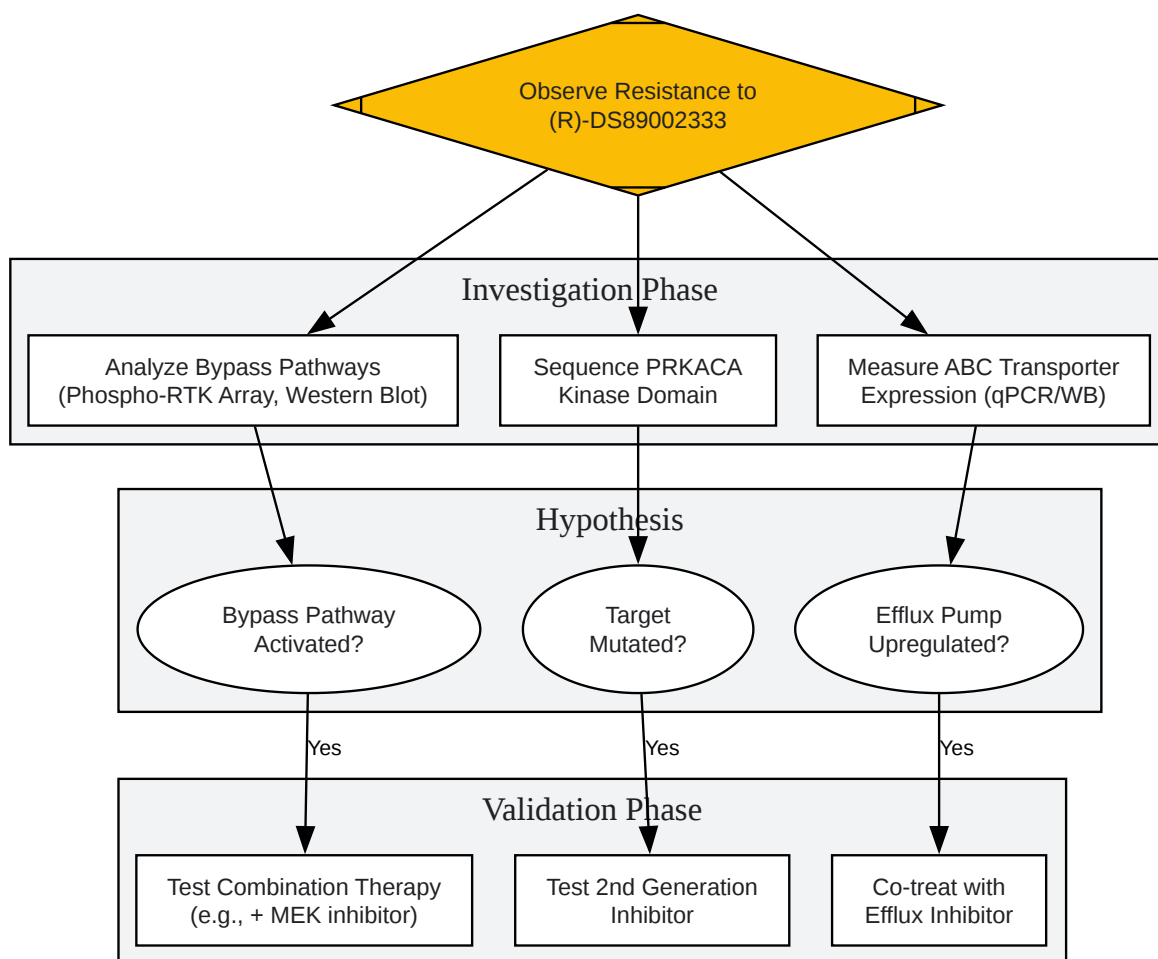 Observe Resistance to
(R)-DS89002333
Investigation Phase
Analyze Bypass Pathways
(Phospho-RTK Array, Western Blot)
Sequence PRKACA
Kinase Domain
Measure ABC Transporter
Expression (qPCR/WB)
Hypothesis
Bypass Pathway
Activated?
Target
Mutated?
Efflux Pump
Upregulated?
Yes
Yes
Yes
Validation Phase
Test Combination Therapy
(e.g., + MEK inhibitor)
Test 2nd Generation
Inhibitor
Co-treat with
Efflux Inhibitor